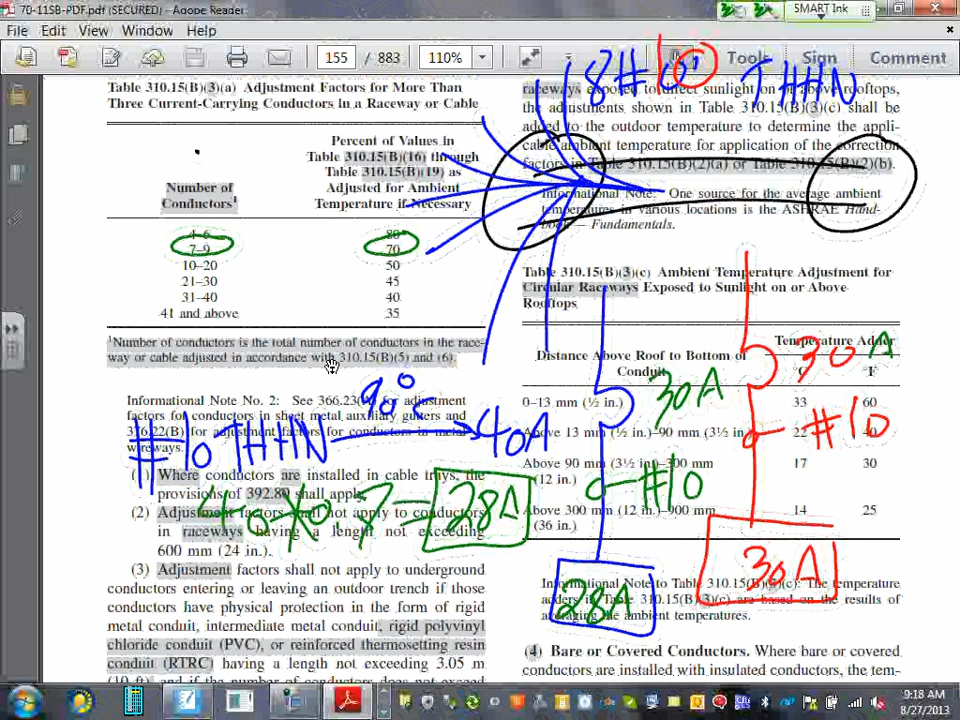 70-11SB-PDF.pdf (SECURED) - Adobe Reader
SMART Ink
File Edit View Window Help
155 / 883 110% Tools Sign Comment
Table 310.15(B)(3)(a) Adjustment Factors for More Than
Three Current-Carrying Conductors in a Raceway or Cable
Number of
Conductors1
Percent of Values in
Table 310.15(B)(16) through
Table 310.15(B)(19) as
Adjusted for Ambient
Temperature if Necessary
4–6 80
7–9 70
10–20 50
21–30 45
31–40 40
41 and above 35
1Number of conductors is the total number of conductors in the race-
way or cable adjusted in accordance with 310.15(B)(5) and (6).
Informational Note No. 2: See 366.23(A) for adjustment
factors for conductors in sheet metal auxiliary gutters and
376.22(B) for adjustment factors for conductors in metal
wireways.
(1) Where conductors are installed in cable trays, the
provisions of 392.80 shall apply.
(2) Adjustment factors shall not apply to conductors
in raceways having a length not exceeding
600 mm (24 in.).
(3) Adjustment factors shall not apply to underground
conductors entering or leaving an outdoor trench if those
conductors have physical protection in the form of rigid
metal conduit, intermediate metal conduit, rigid polyvinyl
chloride conduit (PVC), or reinforced thermosetting resin
conduit (RTRC) having a length not exceeding 3.05 m
(10 ft) and if the number of conductors does not exceed
#10 THHN 90°C 40A
40 X 0.7 = 28A
8 # 10 THHN
raceways exposed to direct sunlight on or above rooftops,
the adjustments shown in Table 310.15(B)(3)(c) shall be
added to the outdoor temperature to determine the appli-
cable ambient temperature for application of the correction
factors in Table 310.15(B)(2)(a) or Table 310.15(B)(2)(b).
Informational Note: One source for the average ambient
temperatures in various locations is the ASHRAE Hand-
book — Fundamentals.
Table 310.15(B)(3)(c) Ambient Temperature Adjustment for
Circular Raceways Exposed to Sunlight on or Above
Rooftops
Temperature Adder
Distance Above Roof to Bottom of
Conduit °C °F
0–13 mm (½ in.) 33 60
Above 13 mm (½ in.)–90 mm (3½ in.) 22 40
Above 90 mm (3½ in.)–300 mm
(12 in.) 17 30
Above 300 mm (12 in.)–900 mm
(36 in.) 14 25
30A
#10
28A
30A
#10
30A
Informational Note to Table 310.15(B)(3)(c): The temperature
adders in Table 310.15(B)(3)(c) are based on the results of
averaging the ambient temperatures.
(4) Bare or Covered Conductors. Where bare or covered
conductors are installed with insulated conductors, the tem-
9:18 AM
8/27/2013